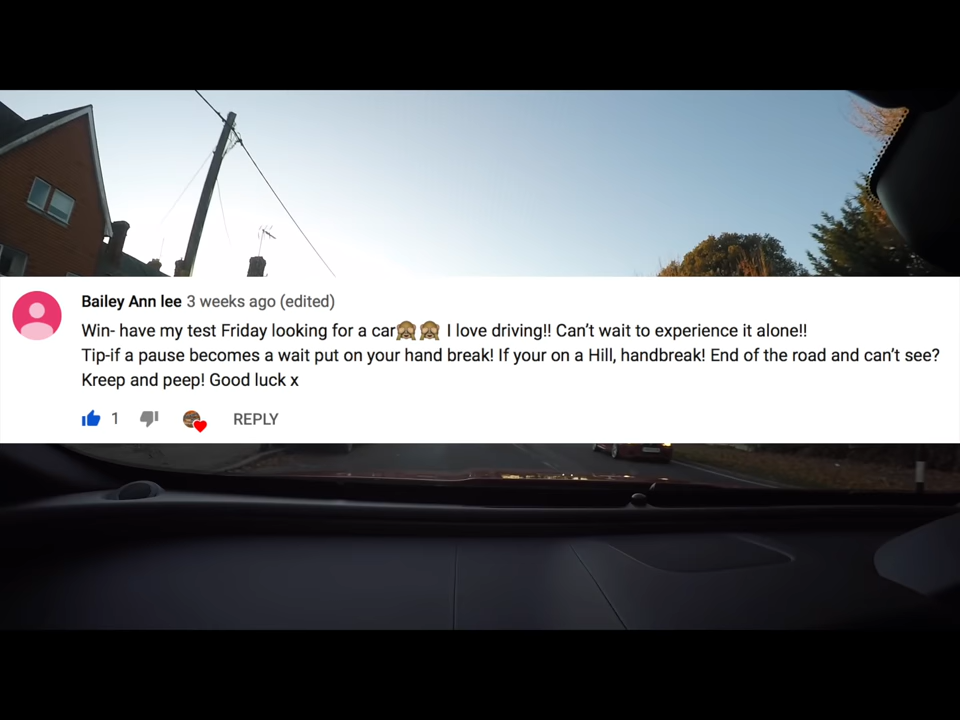 Bailey Ann lee 3 weeks ago (edited)
Win- have my test Friday looking for a car🙈🙈 I love driving!! Can't wait to experience it alone!!
Tip-if a pause becomes a wait put on your hand break! If your on a Hill, handbreak! End of the road and can't see?
Kreep and peep! Good luck x
1 REPLY